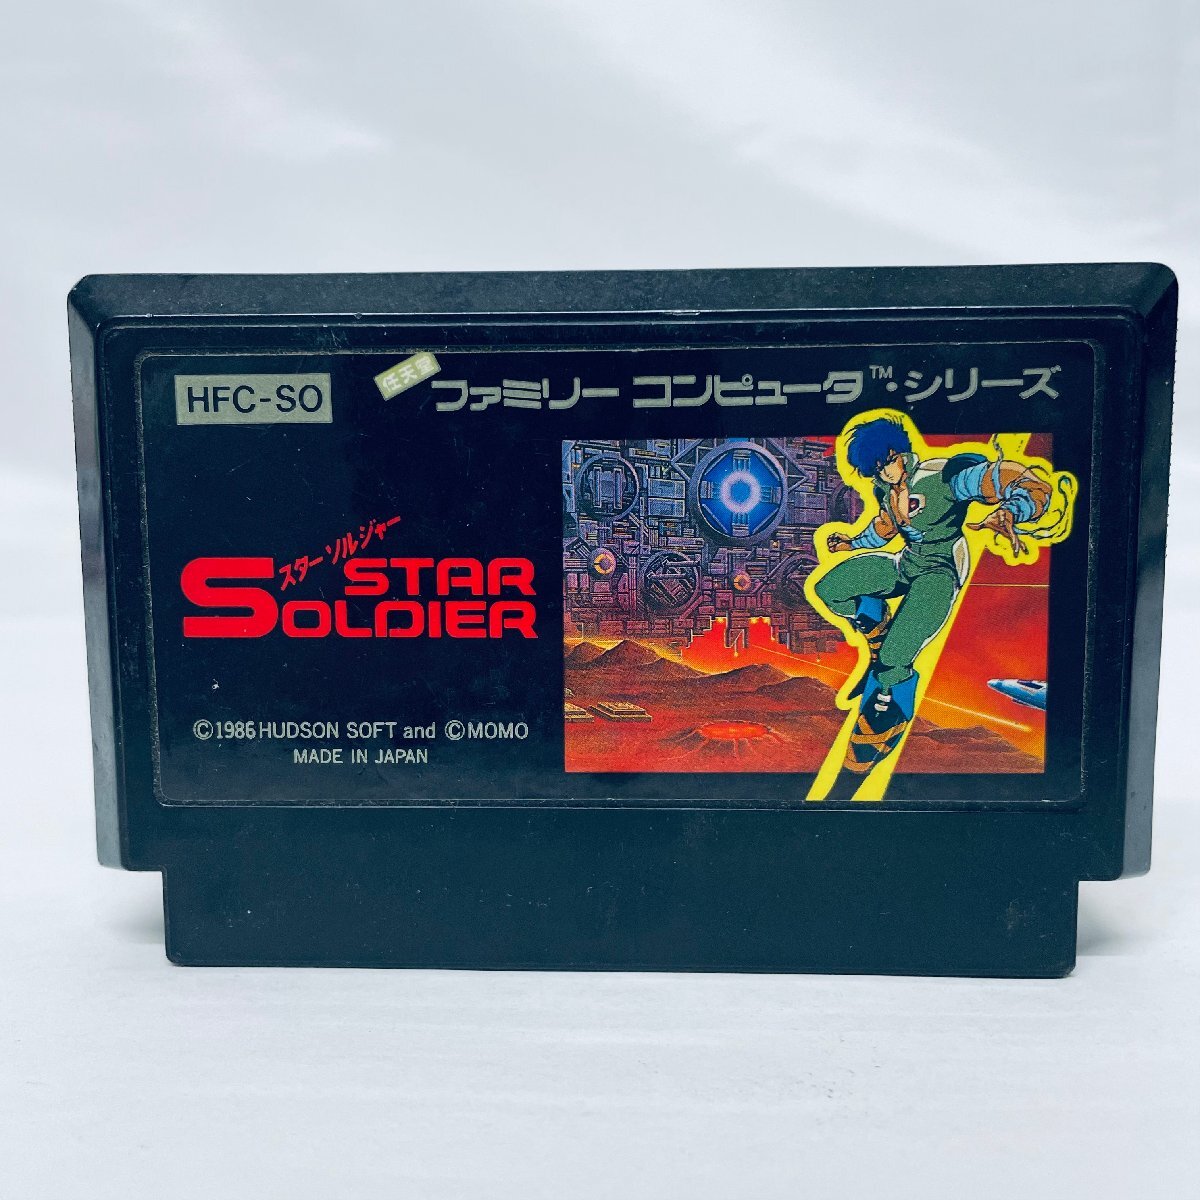 HFC-SO
任天堂
ファミリー コンピュータ™・シリーズ
スターソルジャー
STAR
SOLDIER
©1986 HUDSON SOFT and ©MOMO
MADE IN JAPAN